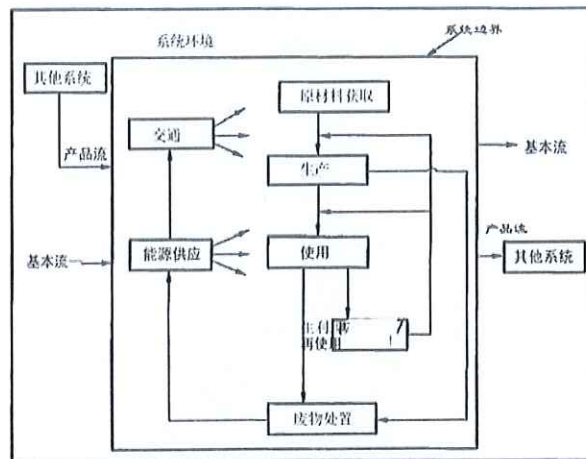 系统环境
系统边界
其他系统
原材料获取
交通
产品流
基本流
生产
产品流
基本流
能源供应
使用
其他系统
再使用
废物处置